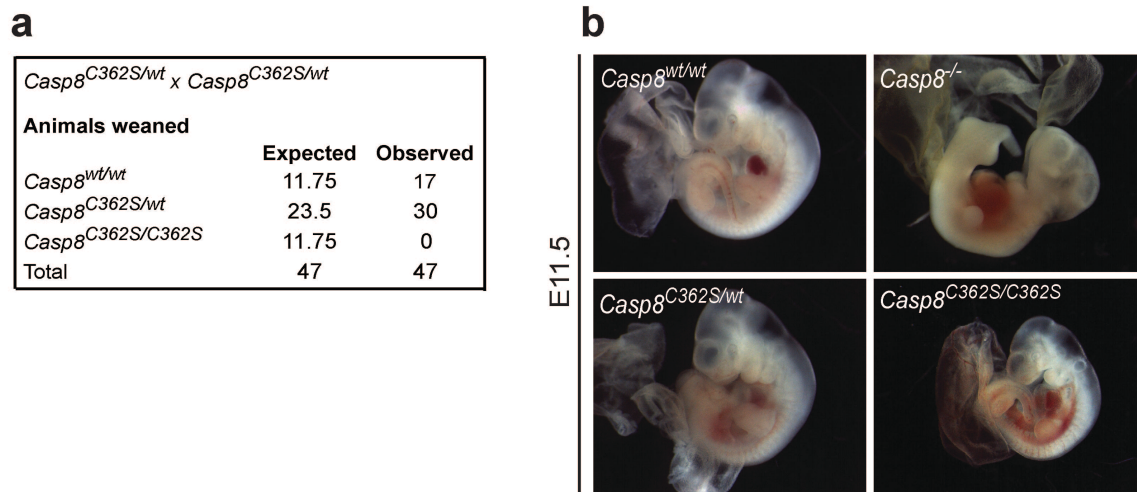 a
Casp8C362S/wt x Casp8C362S/wt
Animals weaned
Expected Observed
Casp8wt/wt 11.75 17
Casp8C362S/wt 23.5 30
Casp8C362S/C362S 11.75 0
Total 47 47
b
E11.5
Casp8wt/wt
Casp8-/-
Casp8C362S/wt
Casp8C362S/C362S